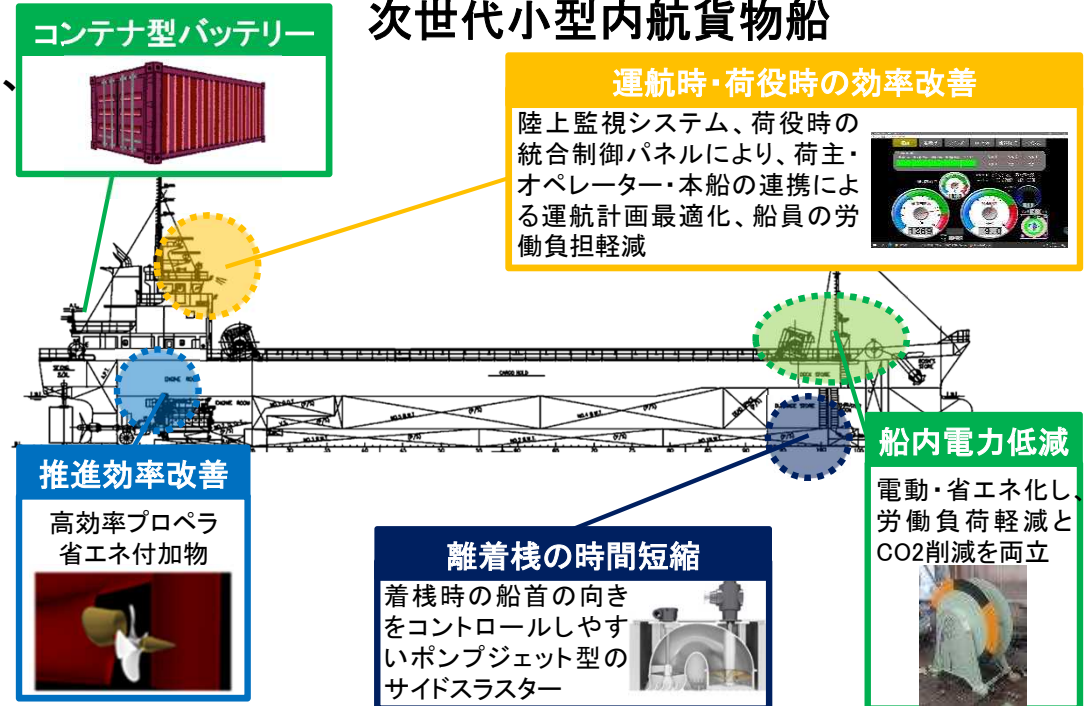 次世代小型内航貨物船
コンテナ型バッテリー
、
運航時・荷役時の効率改善
陸上監視システム、荷役時の
統合制御パネルにより、荷主・
オペレーター・本船の連携によ
る運航計画最適化、船員の労
働負担軽減
CARGO HOLD
ENGINE ROOM
ENGINE ROOM
推進効率改善
高効率プロペラ
省エネ付加物
離着桟の時間短縮
着桟時の船首の向き
をコントロールしやす
いポンプジェット型の
サイドスラスター
船内電力低減
電動・省エネ化し、
労働負荷軽減と
CO2削減を両立